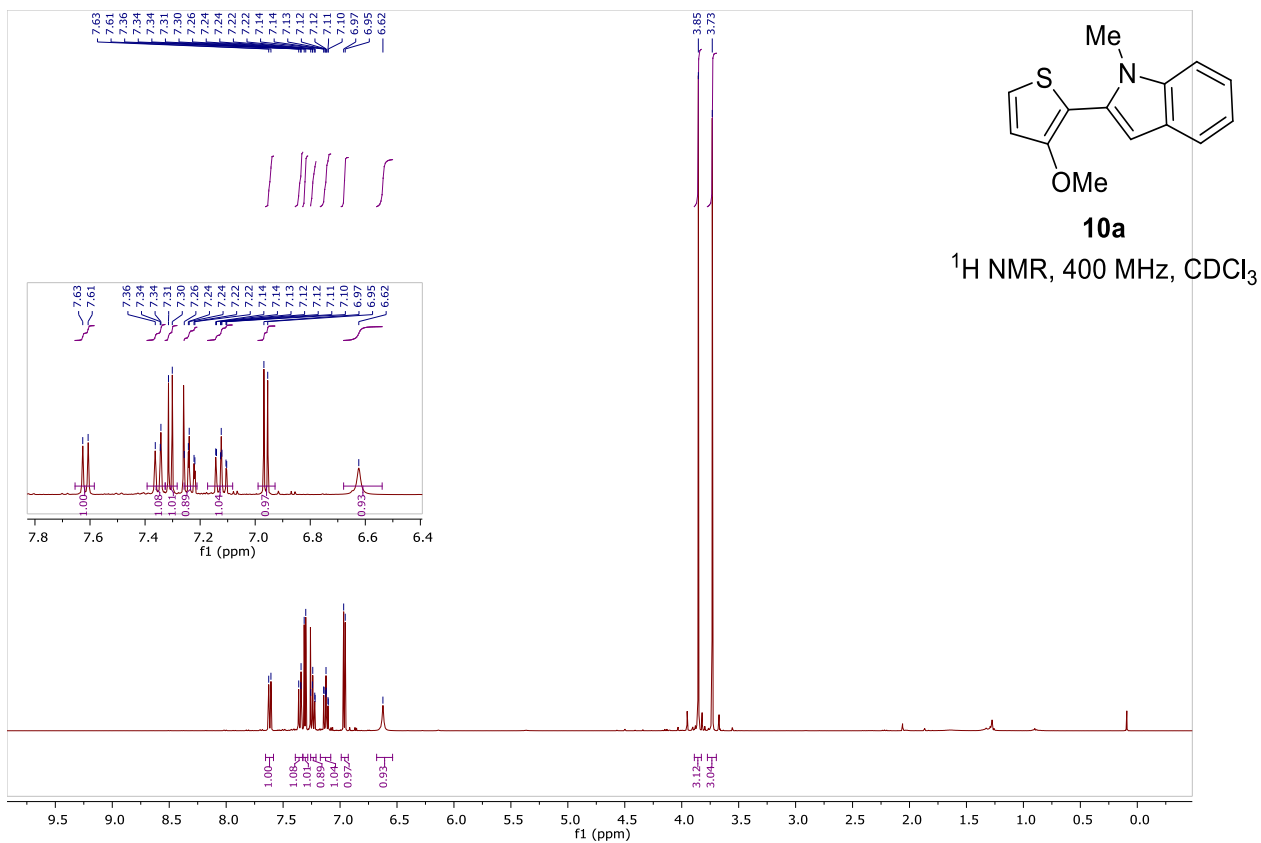 7.63 7.61 7.36 7.34 7.34 7.31 7.30 7.26 7.24 7.24 7.22 7.22 7.14 7.14 7.13 7.12 7.12 7.11 7.10 6.97 6.95 6.62 3.85 3.73
Me
N
S
OMe
10a
¹H NMR, 400 MHz, CDCl₃
7.63 7.61 7.36 7.34 7.34 7.31 7.30 7.26 7.24 7.24 7.22 7.22 7.14 7.14 7.13 7.12 7.12 7.11 7.10 6.97 6.95 6.62
1.00 1.08 1.01 0.89 1.04 0.97 0.93
7.8 7.6 7.4 7.2 7.0 6.8 6.6 6.4
f1 (ppm)
1.00 1.08 1.01 0.89 1.04 0.97 0.93 3.12 3.04
9.5 9.0 8.5 8.0 7.5 7.0 6.5 6.0 5.5 5.0 4.5 4.0 3.5 3.0 2.5 2.0 1.5 1.0 0.5 0.0
f1 (ppm)